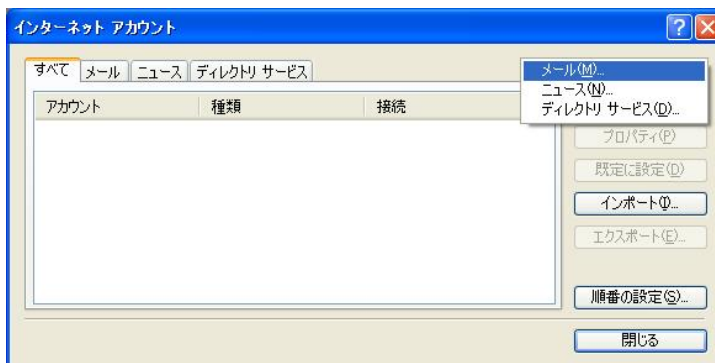 インターネット アカウント
すべて メール ニュース ディレクトリ サービス
アカウント 種類 接続
メール(M)...
ニュース(N)...
ディレクトリ サービス(D)...
プロパティ(P)
既定に設定(D)
インポート(I)...
エクスポート(E)...
順番の設定(S)...
閉じる